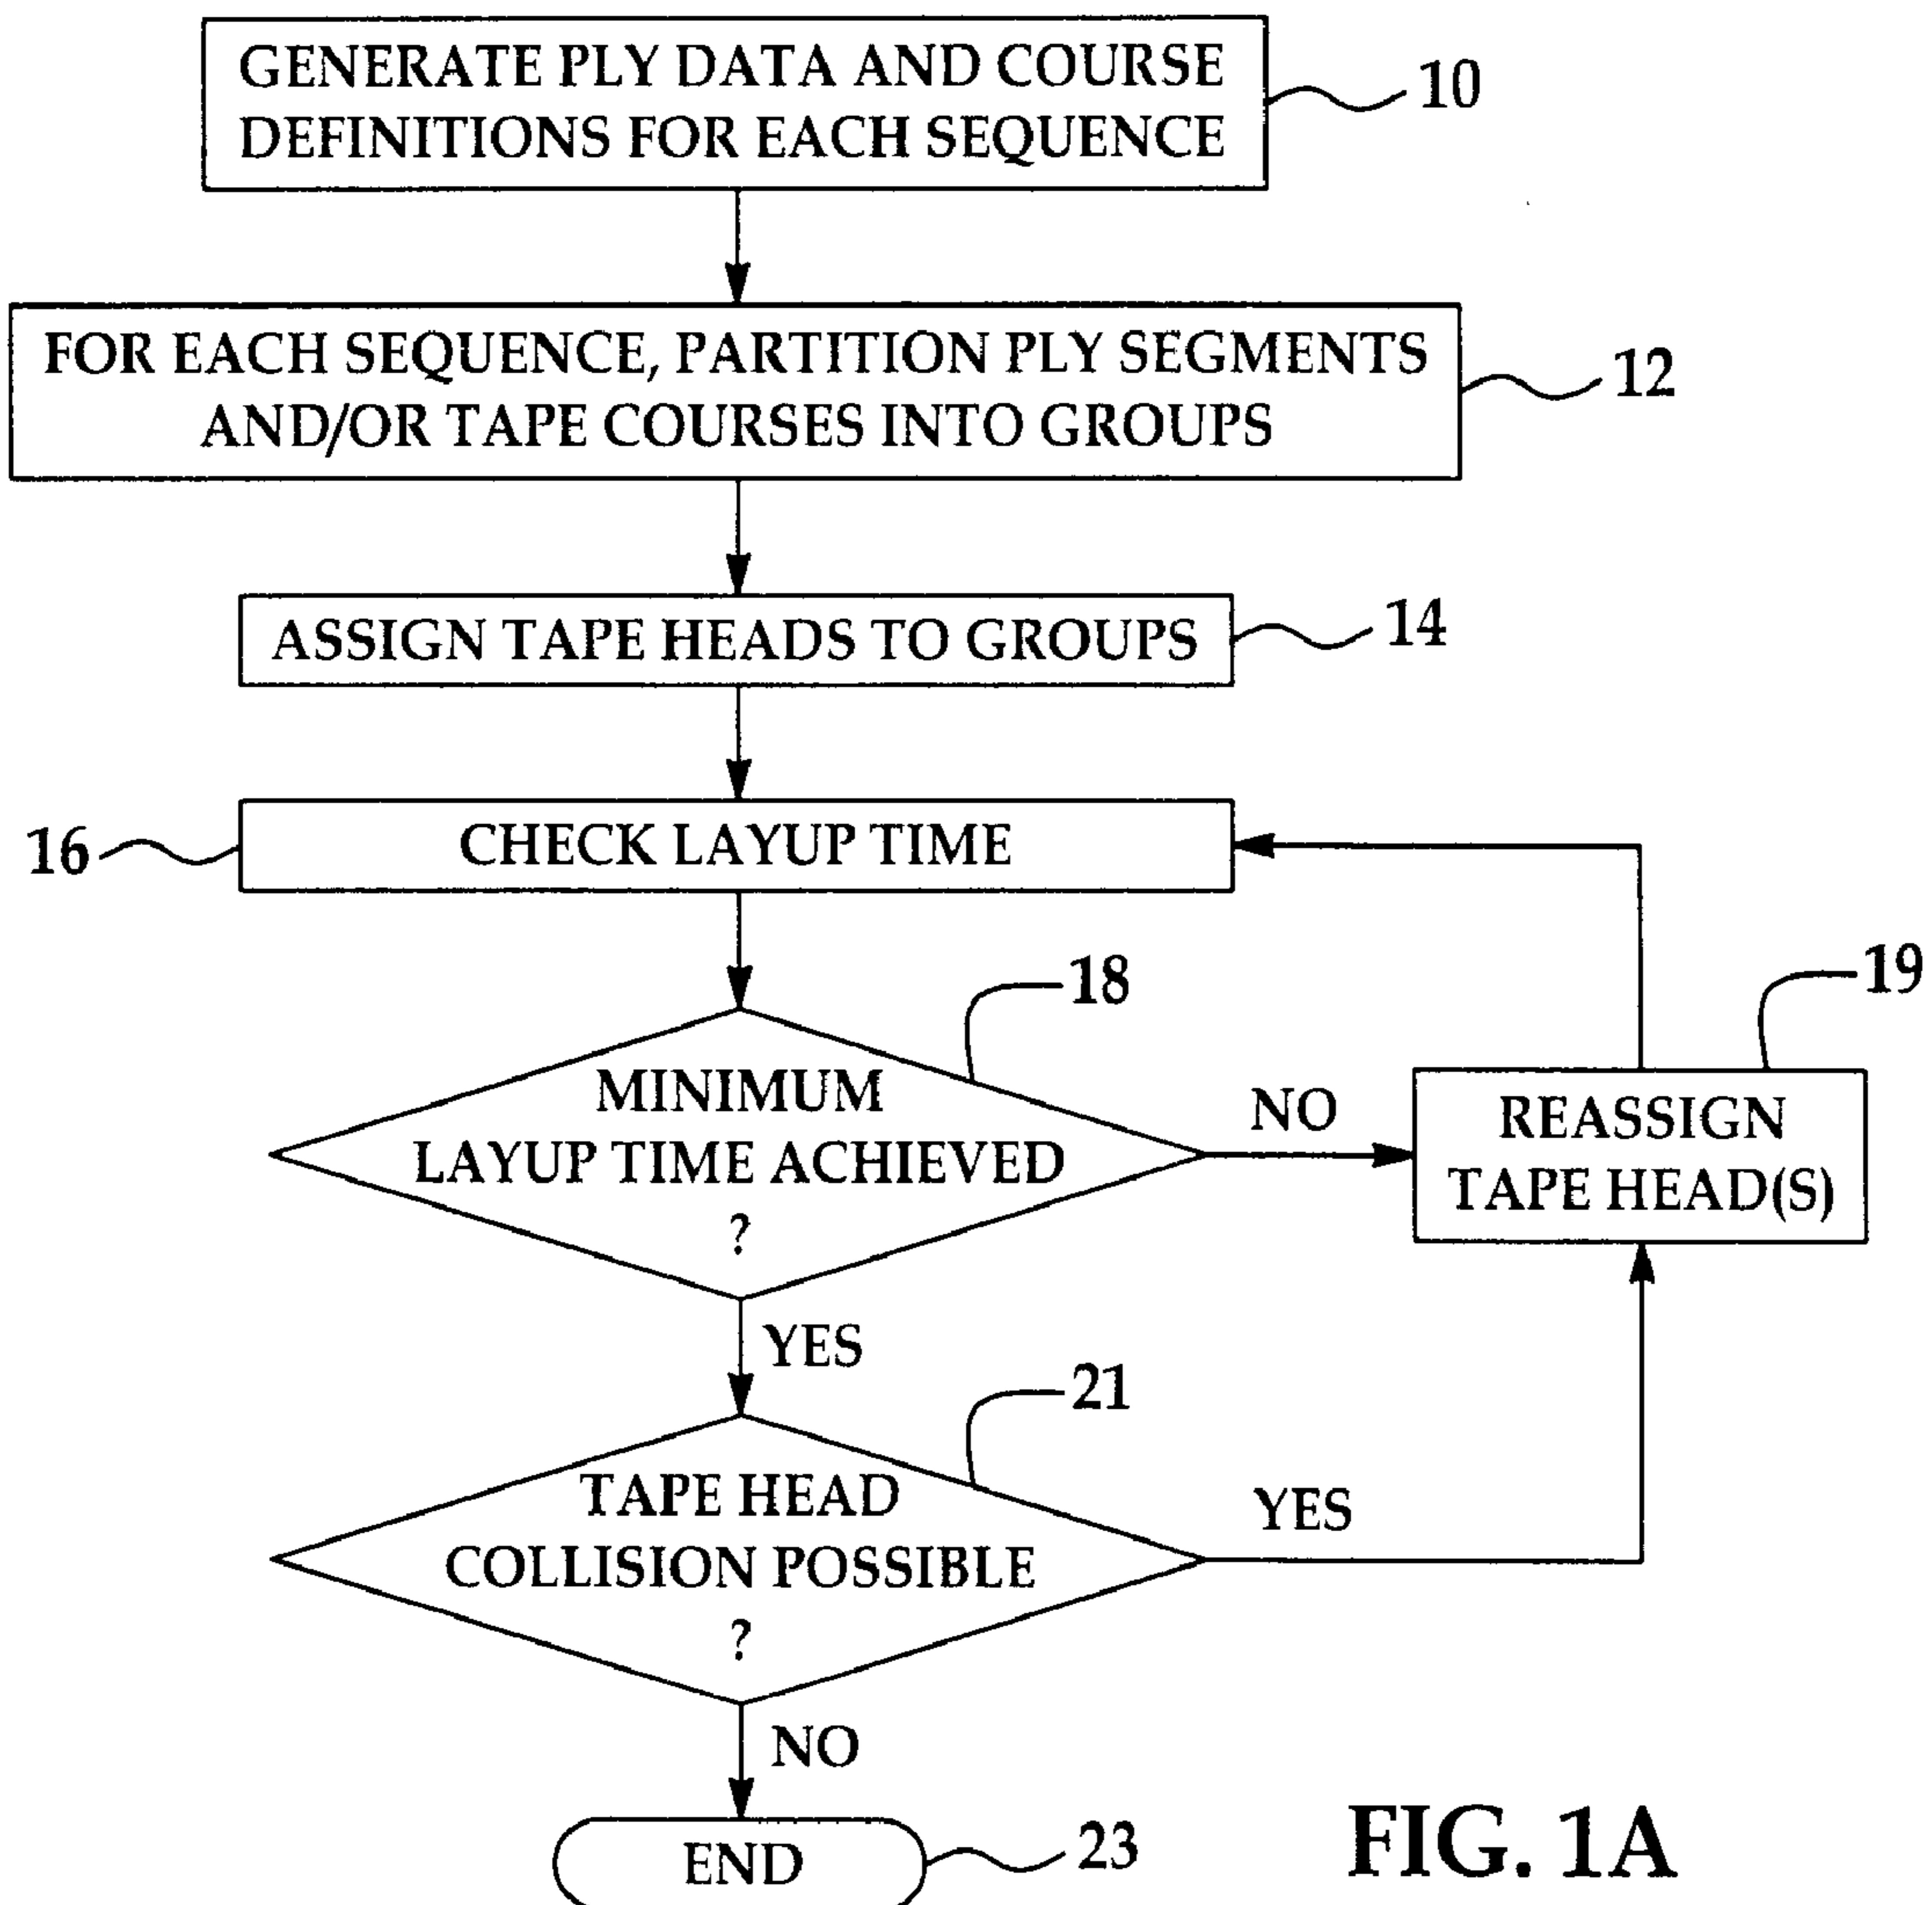 GENERATE PLY DATA AND COURSE
DEFINITIONS FOR EACH SEQUENCE
10
FOR EACH SEQUENCE, PARTITION PLY SEGMENTS
AND/OR TAPE COURSES INTO GROUPS
12
ASSIGN TAPE HEADS TO GROUPS
14
16
CHECK LAYUP TIME
18
MINIMUM
LAYUP TIME ACHIEVED
?
NO
19
REASSIGN
TAPE HEAD(S)
YES
21
TAPE HEAD
COLLISION POSSIBLE
?
YES
NO
END
23
FIG. 1A